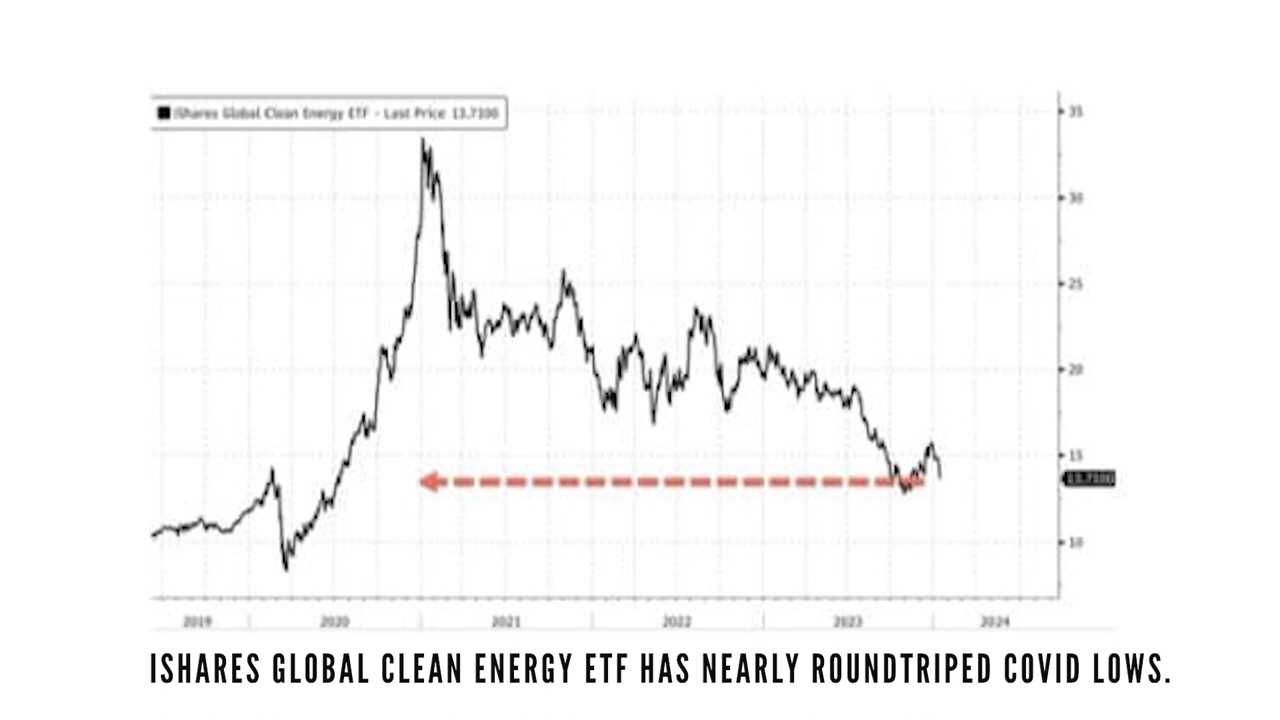 iShares Global Clean Energy ETF - Last Price 13.7100
35
30
25
20
15
13.7100
10
2019 2020 2021 2022 2023 2024
ISHARES GLOBAL CLEAN ENERGY ETF HAS NEARLY ROUNDTRIPED COVID LOWS.